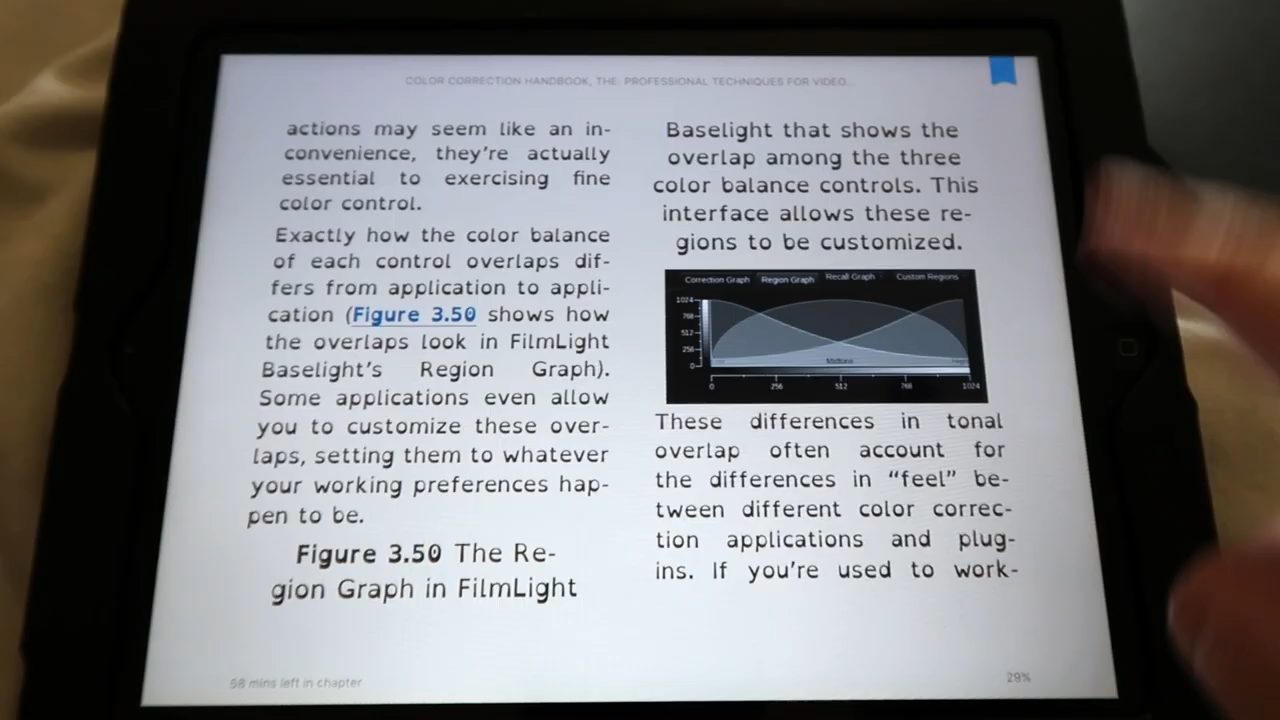 COLOR CORRECTION HANDBOOK, THE: PROFESSIONAL TECHNIQUES FOR VIDEO...
actions may seem like an in-
convenience, they're actually
essential to exercising fine
color control.
Exactly how the color balance
of each control overlaps dif-
fers from application to appli-
cation (Figure 3.50 shows how
the overlaps look in FilmLight
Baselight's Region Graph).
Some applications even allow
you to customize these over-
laps, setting them to whatever
your working preferences hap-
pen to be.
Figure 3.50 The Re-
gion Graph in FilmLight
Baselight that shows the
overlap among the three
color balance controls. This
interface allows these re-
gions to be customized.
Correction Graph Region Graph Recall Graph Custom Regions
1024
768
512
256
0
Midtone
0 256 512 768 1024
These differences in tonal
overlap often account for
the differences in “feel” be-
tween different color correc-
tion applications and plug-
ins. If you're used to work-
58 mins left in chapter
29%